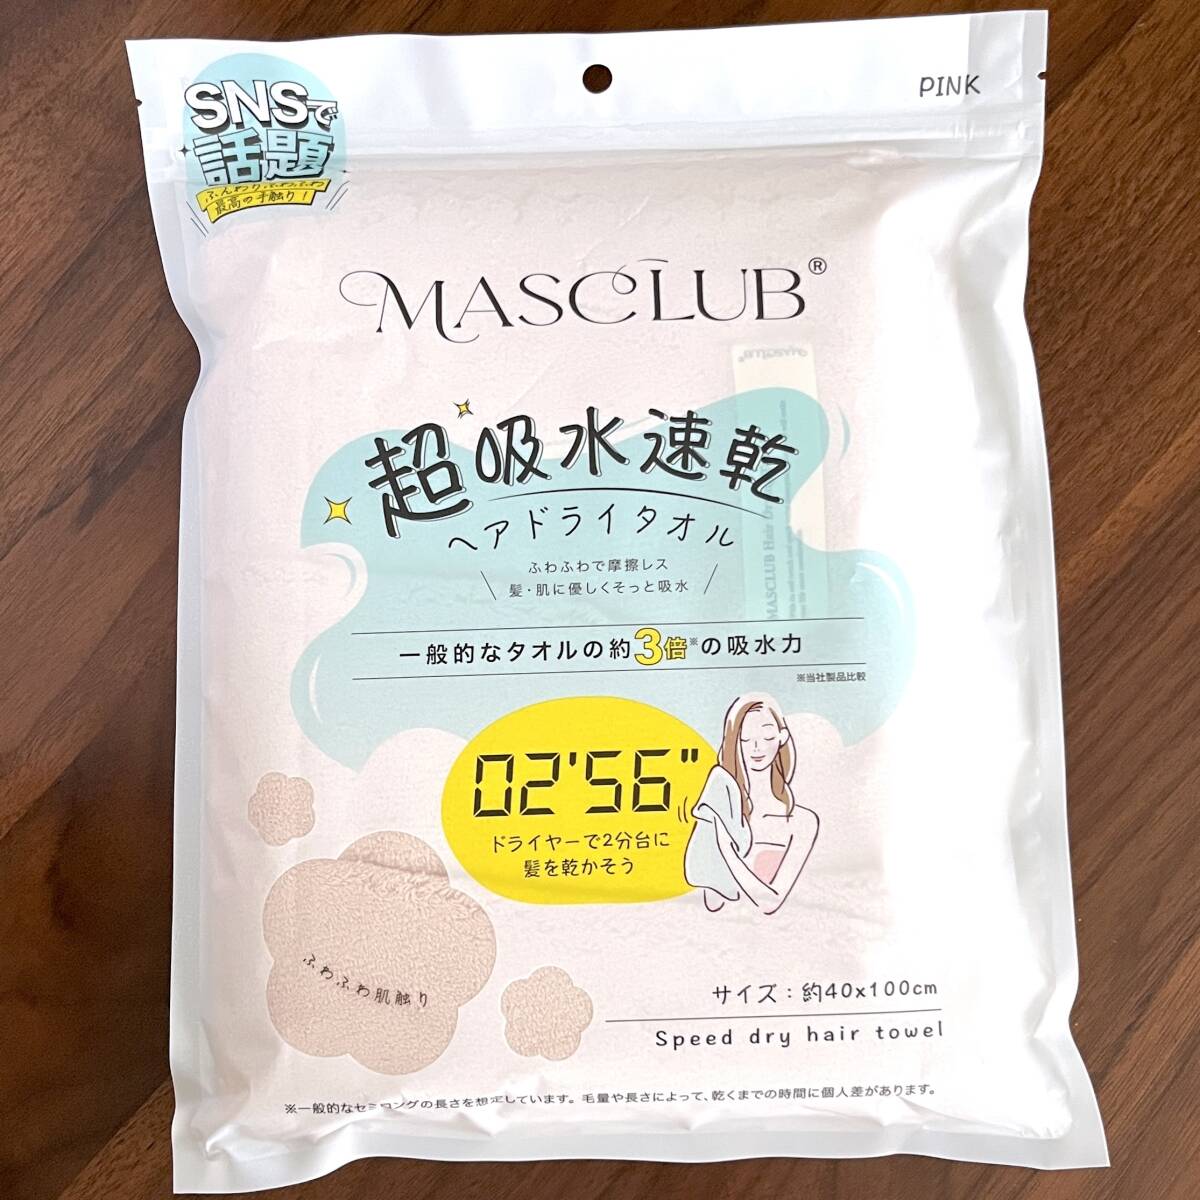 PINK
SNSで
話題
ふんわりふわふわ
最高の手触り!
MASCLUB®
超吸水速乾
ヘアドライタオル
ふわふわで摩擦レス
髪・肌に優しくそっと吸水
一般的なタオルの約3倍※の吸水力
※当社製品比較
02'56"
ドライヤーで2分台に
髪を乾かそう
ふわふわ肌触り
サイズ:約40x100cm
Speed dry hair towel
※一般的なセミロングの長さを想定しています。毛量や長さによって、乾くまでの時間に個人差があります。
MASCLUB Hair Dr